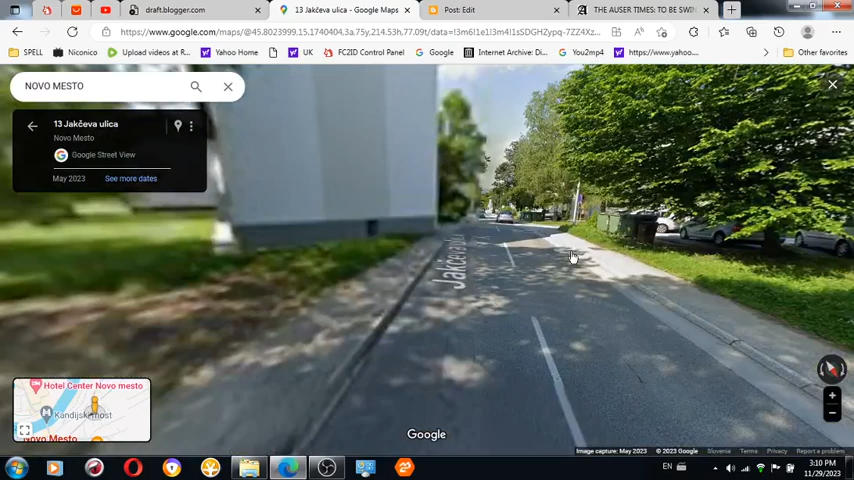 draft.blogger.com
13 Jakčeva ulica - Google Maps
Post: Edit
THE AUSER TIMES: TO BE SWIN
https://www.google.com/maps/@45.8023999,15.1740404,3a,75y,214.53h,77.09t/data=!3m6!1e1!3m4!1sSDGHZypq-7ZZ4Xz...
SPELL
Niconico
Upload videos at R...
Yahoo Home
UK
FC2ID Control Panel
Google
Internet Archive: Di...
You2mp4
https://www.yahoo....
Other favorites
NOVO MESTO
13 Jakčeva ulica
Novo Mesto
Google Street View
May 2023
See more dates
Jakčeva ul
Hotel Center Novo mesto
Kandijski most
Novo Mesto
Google
Image capture: May 2023 © 2023 Google Slovenia Terms Privacy Report a problem
EN
3:10 PM
11/29/2023